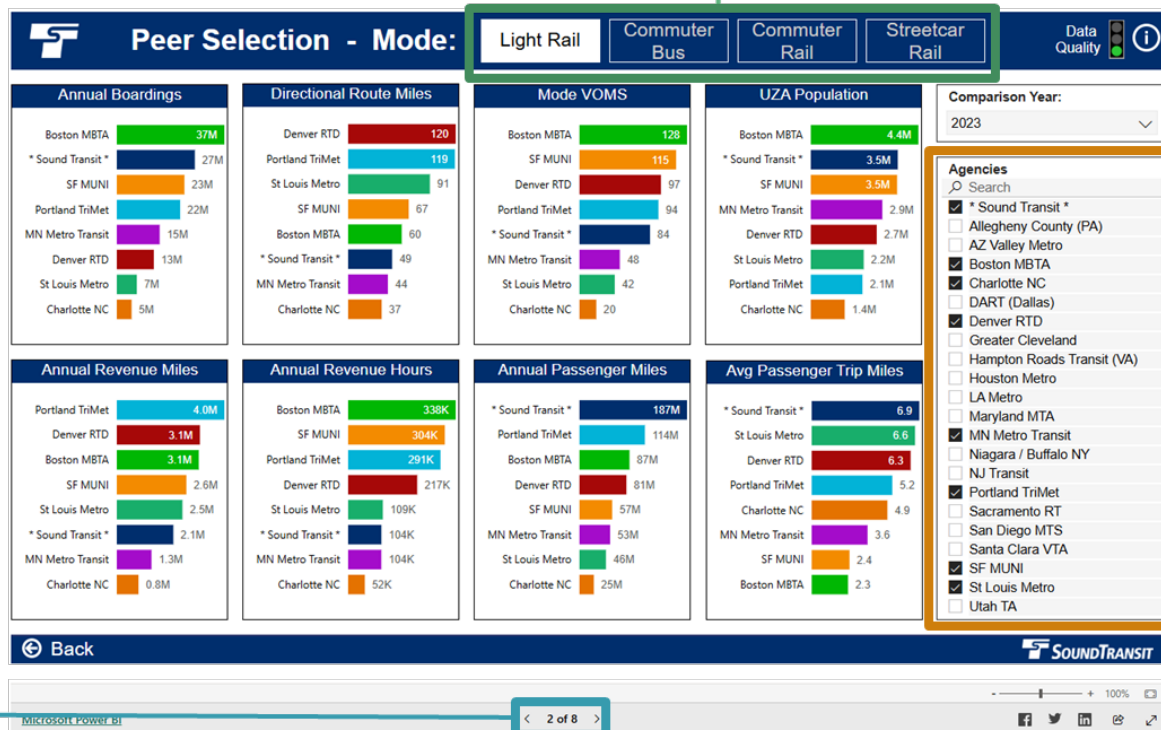 Peer Selection - Mode:
Light Rail
Commuter
Bus
Commuter
Rail
Streetcar
Rail
Data
Quality
Annual Boardings
Boston MBTA 37M
* Sound Transit * 27M
SF MUNI 23M
Portland TriMet 22M
MN Metro Transit 15M
Denver RTD 13M
St Louis Metro 7M
Charlotte NC 5M
Directional Route Miles
Denver RTD 120
Portland TriMet 119
St Louis Metro 91
SF MUNI 67
Boston MBTA 60
* Sound Transit * 49
MN Metro Transit 44
Charlotte NC 37
Mode VOMS
Boston MBTA 128
SF MUNI 115
Denver RTD 97
Portland TriMet 94
* Sound Transit * 84
MN Metro Transit 48
St Louis Metro 42
Charlotte NC 20
UZA Population
Boston MBTA 4.4M
* Sound Transit * 3.5M
SF MUNI 3.5M
MN Metro Transit 2.9M
Denver RTD 2.7M
St Louis Metro 2.2M
Portland TriMet 2.1M
Charlotte NC 1.4M
Comparison Year:
2023
Agencies
Search
* Sound Transit *
Allegheny County (PA)
AZ Valley Metro
Boston MBTA
Charlotte NC
DART (Dallas)
Denver RTD
Greater Cleveland
Hampton Roads Transit (VA)
Houston Metro
LA Metro
Maryland MTA
MN Metro Transit
Niagara / Buffalo NY
NJ Transit
Portland TriMet
Sacramento RT
San Diego MTS
Santa Clara VTA
SF MUNI
St Louis Metro
Utah TA
Annual Revenue Miles
Portland TriMet 4.0M
Denver RTD 3.1M
Boston MBTA 3.1M
SF MUNI 2.6M
St Louis Metro 2.5M
* Sound Transit * 2.1M
MN Metro Transit 1.3M
Charlotte NC 0.8M
Annual Revenue Hours
Boston MBTA 338K
SF MUNI 304K
Portland TriMet 291K
Denver RTD 217K
St Louis Metro 109K
* Sound Transit * 104K
MN Metro Transit 104K
Charlotte NC 52K
Annual Passenger Miles
* Sound Transit * 187M
Portland TriMet 114M
Boston MBTA 87M
Denver RTD 81M
SF MUNI 57M
MN Metro Transit 53M
St Louis Metro 46M
Charlotte NC 25M
Avg Passenger Trip Miles
* Sound Transit * 6.9
St Louis Metro 6.6
Denver RTD 6.3
Portland TriMet 5.2
Charlotte NC 4.9
MN Metro Transit 3.6
SF MUNI 2.4
Boston MBTA 2.3
Back
SOUNDTRANSIT
- + 100%
Microsoft Power BI
< 2 of 8 >